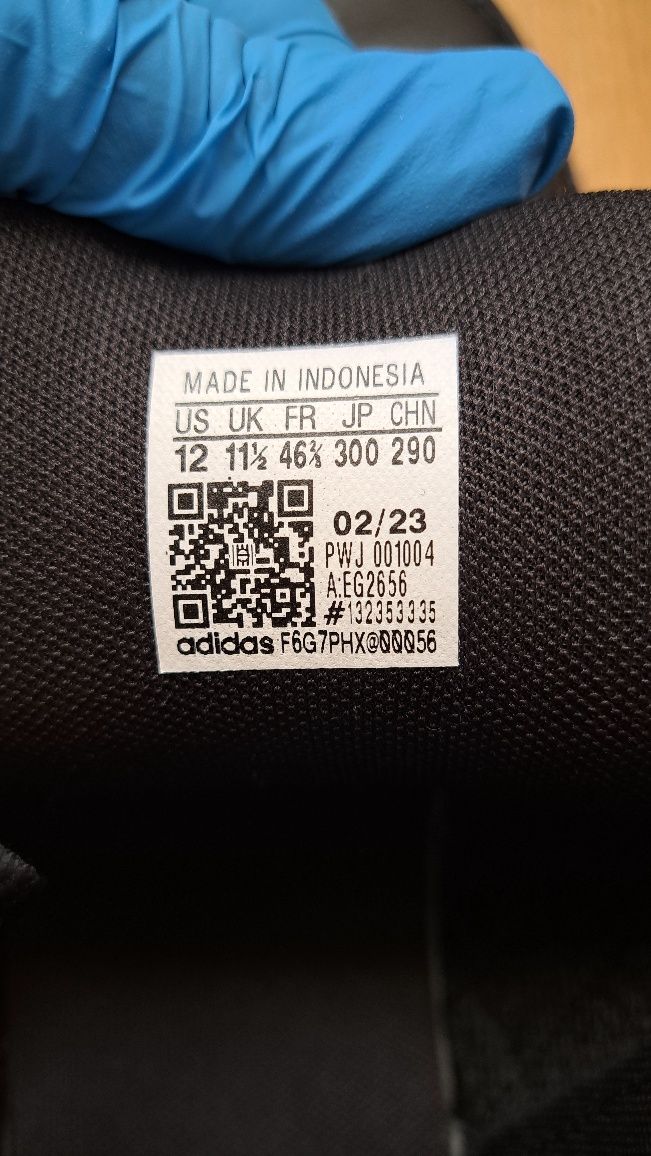 MADE IN INDONESIA
US UK FR JP CHN
12 11½ 46⅔ 300 290
02/23
PWJ 001004
A:EG2656
#132353335
adidas F6G7PHX@00056